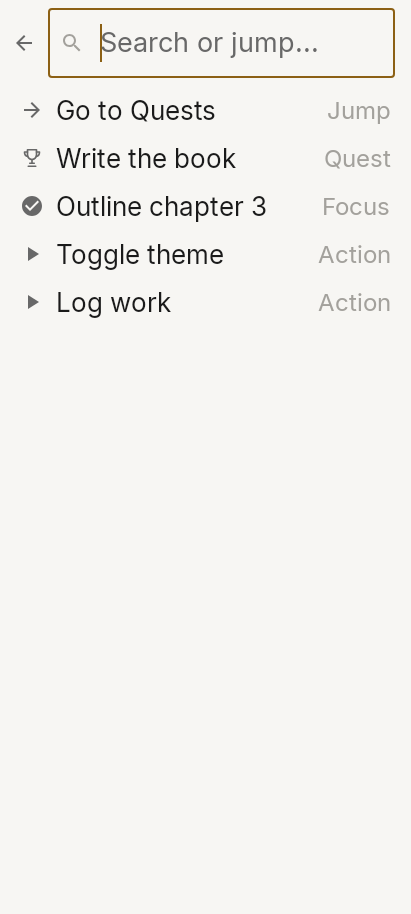 Search or jump...
Go to Quests Jump
Write the book Quest
Outline chapter 3 Focus
Toggle theme Action
Log work Action